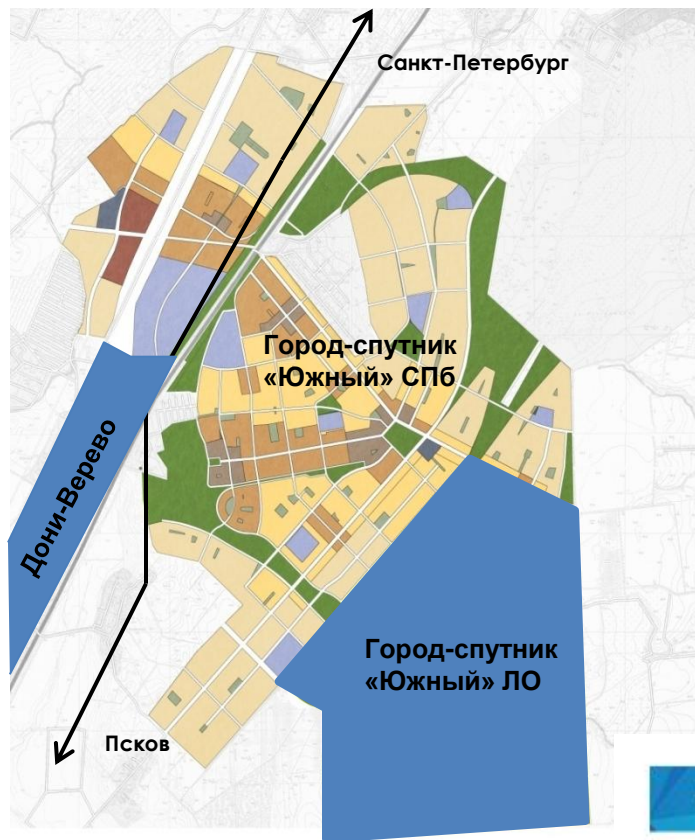 Санкт-Петербург
Город-спутник
«Южный» СПб
Дони-Верево
Город-спутник
«Южный» ЛО
Псков